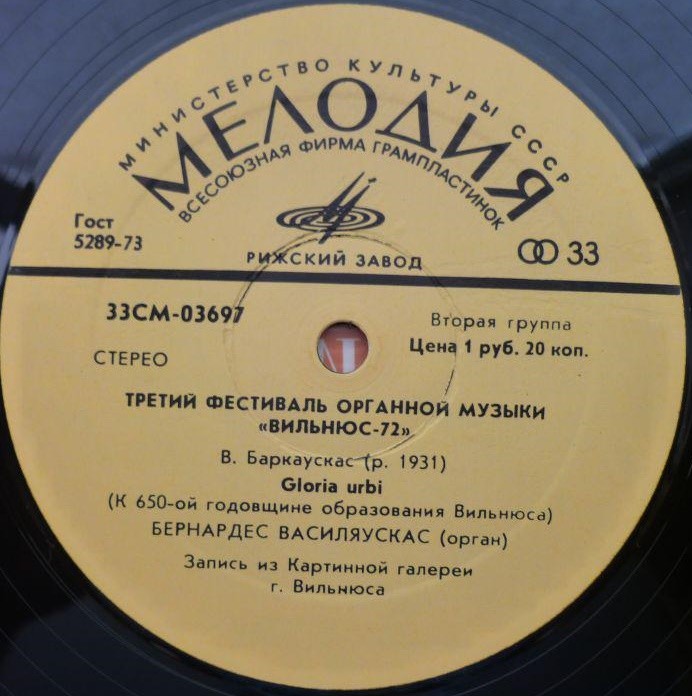 МИНИСТЕРСТВО КУЛЬТУРЫ СССР
МЕЛОДИЯ
ВСЕСОЮЗНАЯ ФИРМА ГРАМПЛАСТИНОК
Гост
5289-73
33
РИЖСКИЙ ЗАВОД
33СМ-03697
Вторая группа
СТЕРЕО
Цена 1 руб. 20 коп.
ТРЕТИЙ ФЕСТИВАЛЬ ОРГАННОЙ МУЗЫКИ
«ВИЛЬНЮС-72»
В. Баркаускас (р. 1931)
Gloria urbi
(К 650-ой годовщине образования Вильнюса)
БЕРНАРДЕС ВАСИЛЯУСКАС (орган)
Запись из Картинной галереи
г. Вильнюса